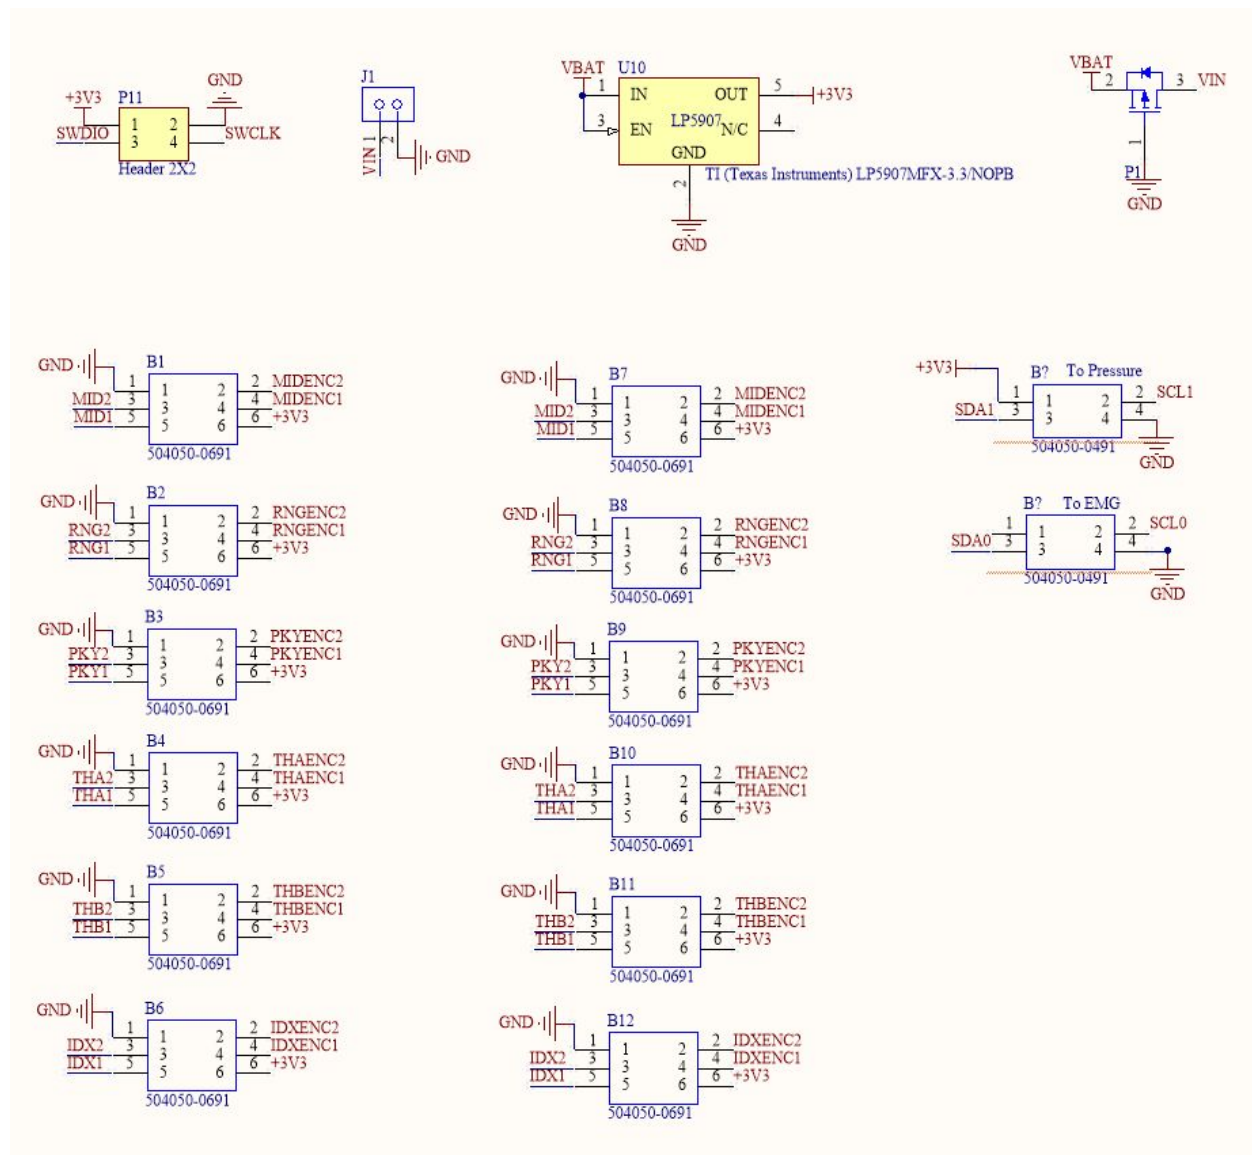 GND
+3V3 P11
1 2
SWDIO 3 4 SWCLK
Header 2X2
J1
VIN 1 2 GND
VBAT U10
1 IN OUT 5 +3V3
3 EN LP5907 N/C 4
GND
2 TI (Texas Instruments) LP5907MFX-3.3/NOPB
GND
VBAT 2 3 VIN
1
P1
GND
GND B1
1 1 2 2 MIDENC2
MID2 3 3 4 4 MIDENC1
MID1 5 5 6 6 +3V3
504050-0691
GND B2
1 1 2 2 RNGENC2
RNG2 3 3 4 4 RNGENC1
RNG1 5 5 6 6 +3V3
504050-0691
GND B3
1 1 2 2 PKYENC2
PKY2 3 3 4 4 PKYENC1
PKY1 5 5 6 6 +3V3
504050-0691
GND B4
1 1 2 2 THAENC2
THA2 3 3 4 4 THAENC1
THA1 5 5 6 6 +3V3
504050-0691
GND B5
1 1 2 2 THBENC2
THB2 3 3 4 4 THBENC1
THB1 5 5 6 6 +3V3
504050-0691
GND B6
1 1 2 2 IDXENC2
IDX2 3 3 4 4 IDXENC1
IDX1 5 5 6 6 +3V3
504050-0691
GND B7
1 1 2 2 MIDENC2
MID2 3 3 4 4 MIDENC1
MID1 5 5 6 6 +3V3
504050-0691
GND B8
1 1 2 2 RNGENC2
RNG2 3 3 4 4 RNGENC1
RNG1 5 5 6 6 +3V3
504050-0691
GND B9
1 1 2 2 PKYENC2
PKY2 3 3 4 4 PKYENC1
PKY1 5 5 6 6 +3V3
504050-0691
GND B10
1 1 2 2 THAENC2
THA2 3 3 4 4 THAENC1
THA1 5 5 6 6 +3V3
504050-0691
GND B11
1 1 2 2 THBENC2
THB2 3 3 4 4 THBENC1
THB1 5 5 6 6 +3V3
504050-0691
GND B12
1 1 2 2 IDXENC2
IDX2 3 3 4 4 IDXENC1
IDX1 5 5 6 6 +3V3
504050-0691
+3V3 B? To Pressure
1 1 2 2 SCL1
SDA1 3 3 4 4
504050-0491
GND
B? To EMG
1 1 2 2 SCL0
SDA0 3 3 4 4
504050-0491
GND